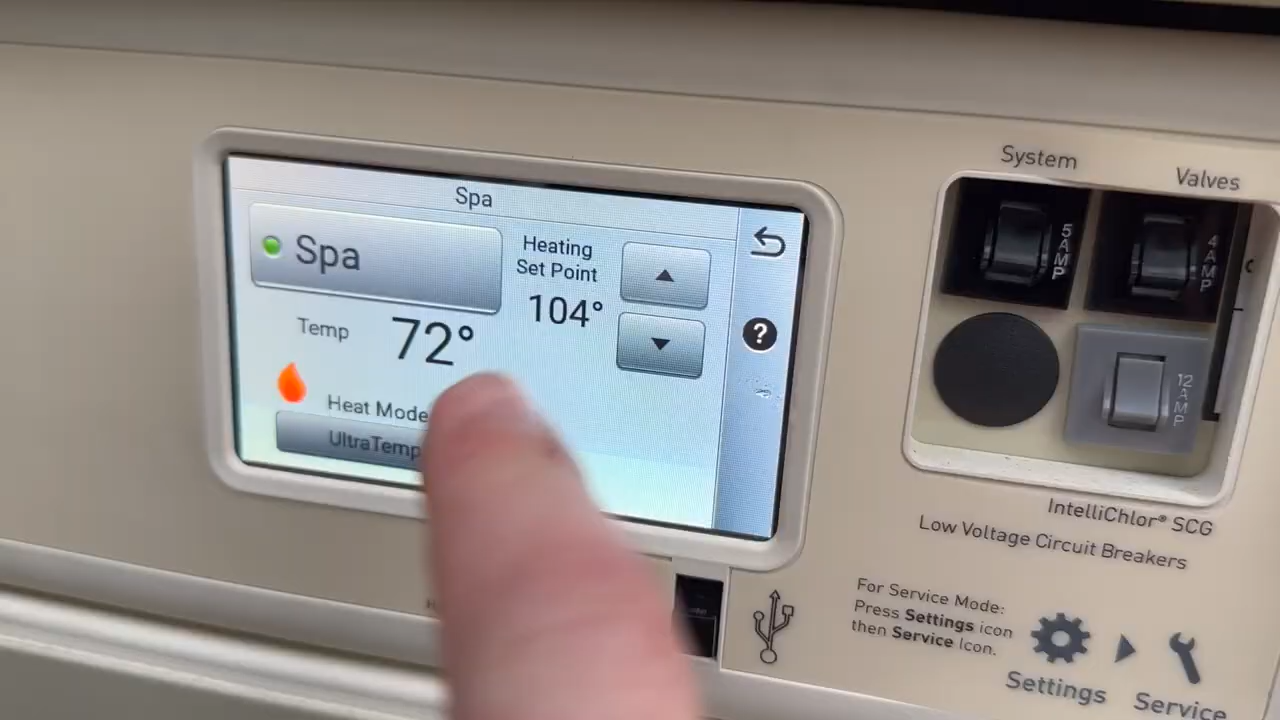 Spa
Spa
Heating
Set Point
104°
Temp 72°
Heat Mode
UltraTemp
?
System
Valves
5 AMP
4 AMP
12 AMP
IntelliChlor® SCG
Low Voltage Circuit Breakers
For Service Mode:
Press Settings icon
then Service Icon.
Settings
Service